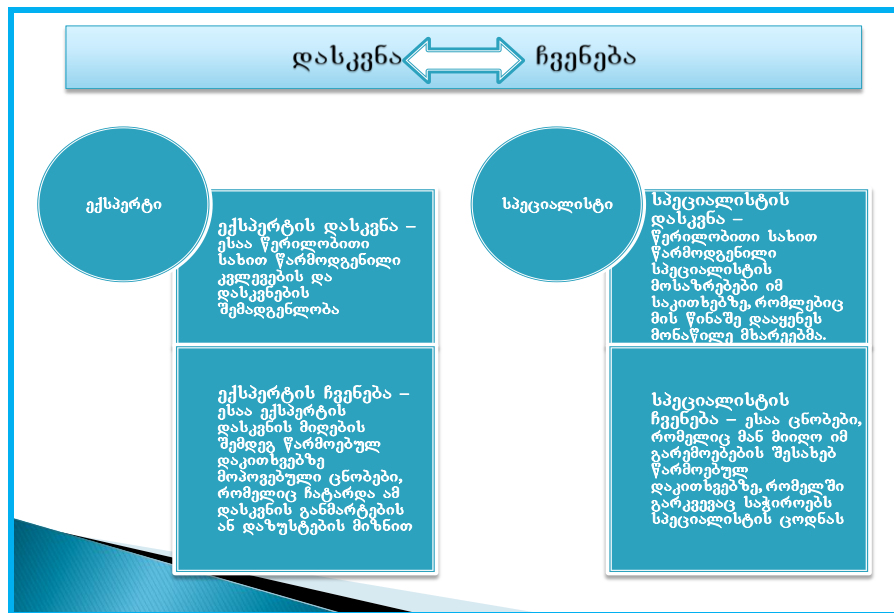 დასკვნა ჩვენება
ექსპერტი
ექსპერტის დასკვნა –
ესაა წერილობითი
სახით წარმოდგენილი
კვლევების და
დასკვნების
შემადგენლობა
ექსპერტის ჩვენება –
ესაა ექსპერტის
დასკვნის მიღების
შემდეგ წარმოებულ
დაკითხვებზე
მოპოვებული ცნობები,
რომელიც ჩატარდა ამ
დასკვნის განმარტების
ან დაზუსტების მიზნით
სპეციალისტი
სპეციალისტის
დასკვნა –
წერილობითი სახით
წარმოდგენილი
სპეციალისტის
მოსაზრებები იმ
საკითხებზე, რომლებიც
მის წინაშე დააყენეს
მონაწილე მხარეებმა.
სპეციალისტის
ჩვენება – ესაა ცნობები,
რომელიც მან მიიღო იმ
გარემოებების შესახებ
წარმოებულ
დაკითხვებზე, რომელში
გარკვევაც საჭიროებს
სპეციალისტის ცოდნას